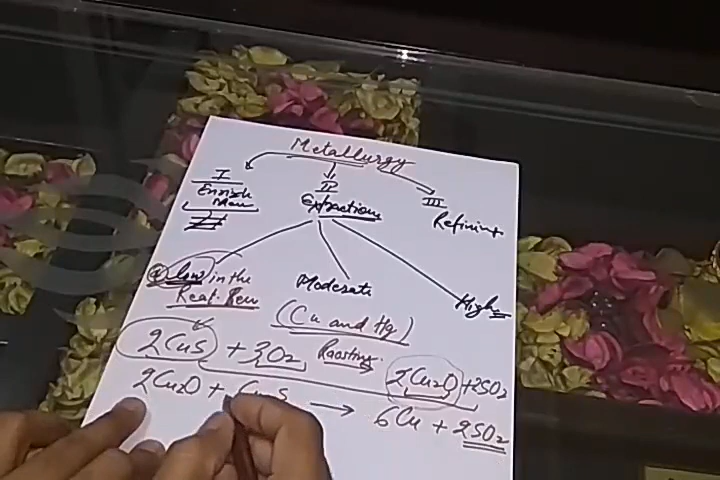 Metallurgy
I II III
Enrich Extraction Refining
low in the Moderate High
Reat.
(Cu and Hg)
Roasting.
2CuS + 3O2 2Cu2O + 2SO2
2Cu2O + → 6Cu + 2SO2